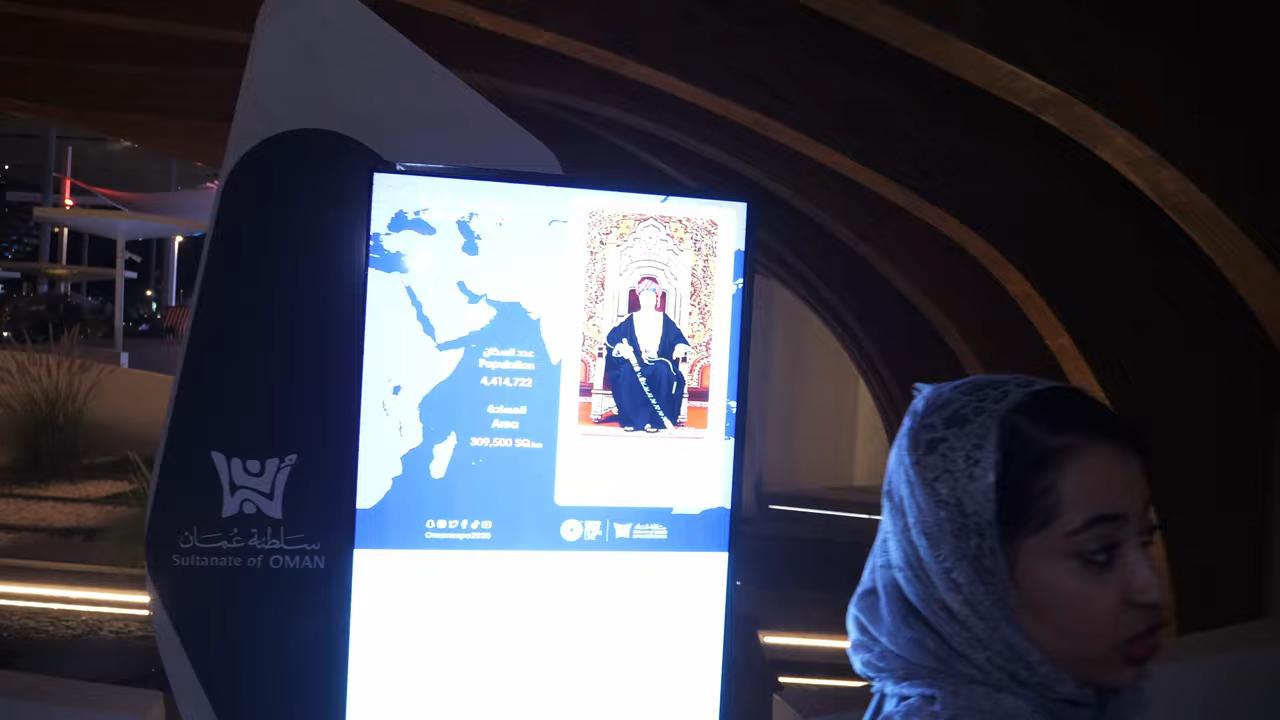 عدد السكان
Population
4,414,722
المساحة
Area
309,500 SQ km
Omanexpo2020
سلطنة عُمان
Sultanate of OMAN